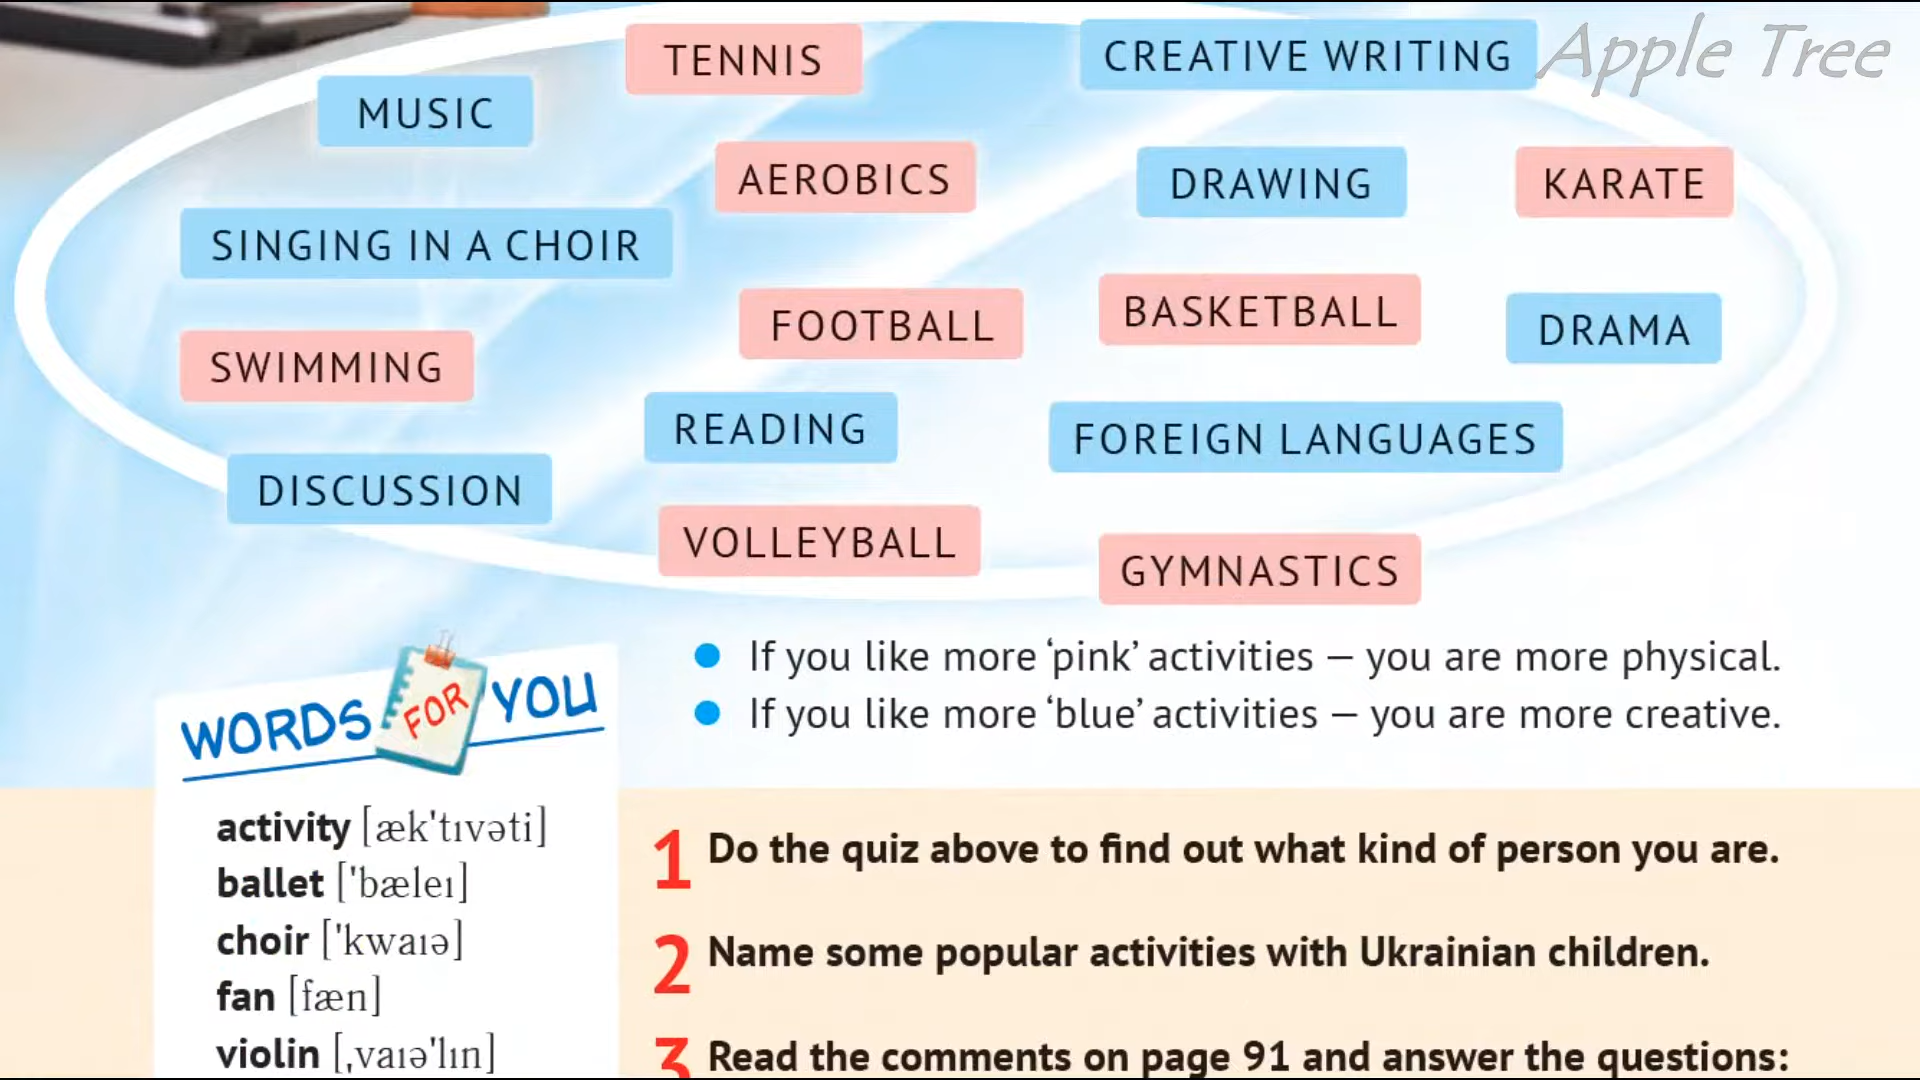 TENNIS
CREATIVE WRITING
Apple Tree
MUSIC
AEROBICS
DRAWING
KARATE
SINGING IN A CHOIR
FOOTBALL
BASKETBALL
DRAMA
SWIMMING
READING
FOREIGN LANGUAGES
DISCUSSION
VOLLEYBALL
GYMNASTICS
If you like more ‘pink’ activities – you are more physical.
If you like more ‘blue’ activities – you are more creative.
WORDS FOR YOU
activity [æk'tɪvəti]
ballet ['bæleɪ]
choir ['kwaɪə]
fan [fæn]
violin [ˌvaɪə'lɪn]
1 Do the quiz above to find out what kind of person you are.
2 Name some popular activities with Ukrainian children.
3 Read the comments on page 91 and answer the questions: